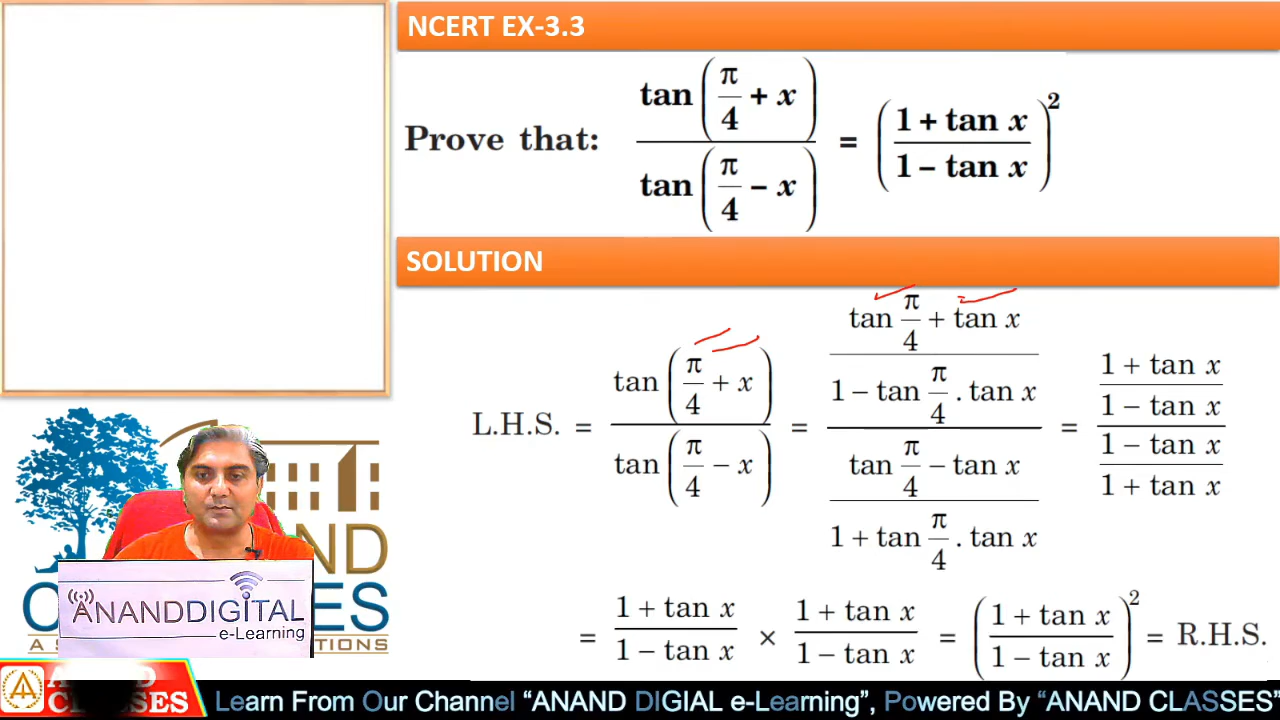 NCERT EX-3.3
Prove that: tan(π/4 + x) / tan(π/4 − x) = ((1 + tan x)/(1 − tan x))²
SOLUTION
L.H.S. = tan(π/4 + x) / tan(π/4 − x) = ((tan π/4 + tan x)/(1 − tan π/4 . tan x)) / ((tan π/4 − tan x)/(1 + tan π/4 . tan x)) = ((1 + tan x)/(1 − tan x)) / ((1 − tan x)/(1 + tan x))
= (1 + tan x)/(1 − tan x) × (1 + tan x)/(1 − tan x) = ((1 + tan x)/(1 − tan x))² = R.H.S.
ANANDDIGITAL
e-Learning
Learn From Our Channel “ANAND DIGIAL e-Learning”, Powered By “ANAND CLASSES”